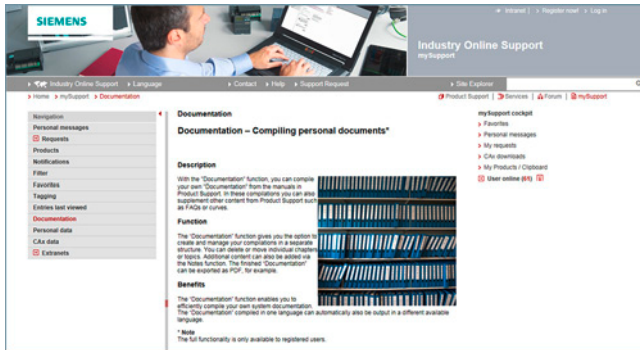 SIEMENS
Intranet | Register now! Log in
Industry Online Support
mySupport
Industry Online Support Language Contact Help Support Request Site Explorer
Home mySupport Documentation Product Support Services Forum mySupport
Navigation
Personal messages
Requests
Products
Notifications
Filter
Favorites
Tagging
Entries last viewed
Documentation
Personal data
CAx data
Extranets
Documentation
Documentation – Compiling personal documents*
Description
With the "Documentation" function, you can compile
your own "Documentation" from the manuals in
Product Support. In these compilations you can also
supplement other content from Product Support such
as FAQs or curves.
Function
The "Documentation" function gives you the option to
create and manage your compilations in a separate
structure. You can delete or move individual chapters
or topics. Additional content can also be added via
the Notes function. The finished "Documentation"
can be exported as PDF, for example.
Benefits
The "Documentation" function enables you to
efficiently compile your own system documentation.
The "Documentation" compiled in one language can automatically also be output in a different available
language.
* Note
The full functionality is only available to registered users.
mySupport cockpit
Favorites
Personal messages
My requests
CAx downloads
My Products / Clipboard
User online (61)